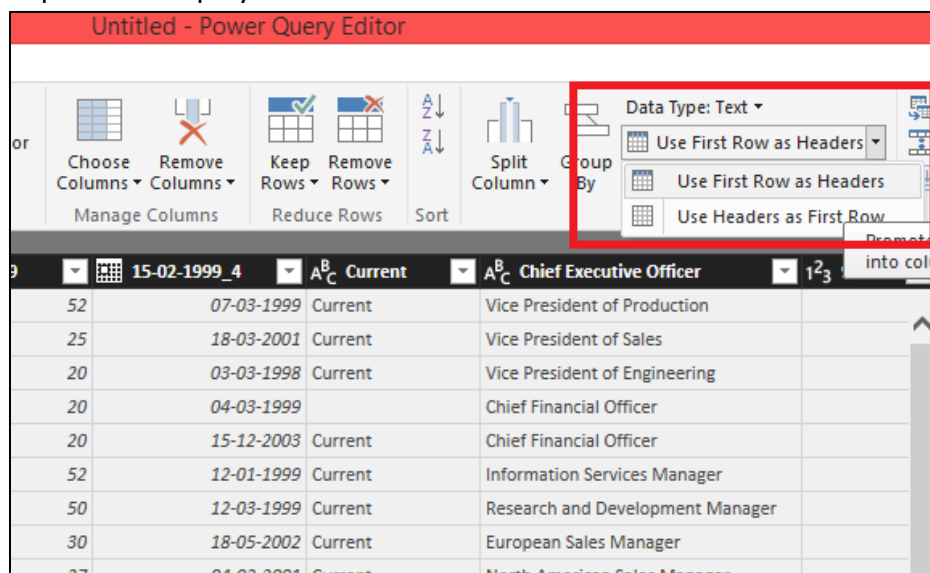 Untitled - Power Query Editor
or
Choose Columns
Remove Columns
Keep Rows
Remove Rows
Split Column
Group By
Data Type: Text
Use First Row as Headers
Use First Row as Headers
Use Headers as First Row
Manage Columns
Reduce Rows
Sort
Promote
into col
9 15-02-1999_4 ABC Current ABC Chief Executive Officer 123
52 07-03-1999 Current Vice President of Production
25 18-03-2001 Current Vice President of Sales
20 03-03-1998 Current Vice President of Engineering
20 04-03-1999 Chief Financial Officer
20 15-12-2003 Current Chief Financial Officer
52 12-01-1999 Current Information Services Manager
50 12-03-1999 Current Research and Development Manager
30 18-05-2002 Current European Sales Manager